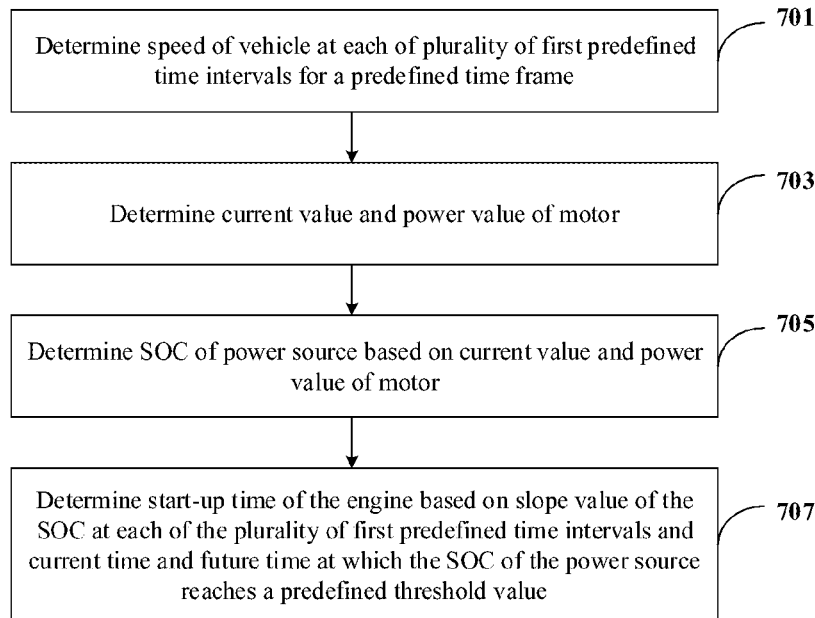 Determine speed of vehicle at each of plurality of first predefined
time intervals for a predefined time frame
701
Determine current value and power value of motor
703
Determine SOC of power source based on current value and power
value of motor
705
Determine start-up time of the engine based on slope value of the
SOC at each of the plurality of first predefined time intervals and
current time and future time at which the SOC of the power source
reaches a predefined threshold value
707